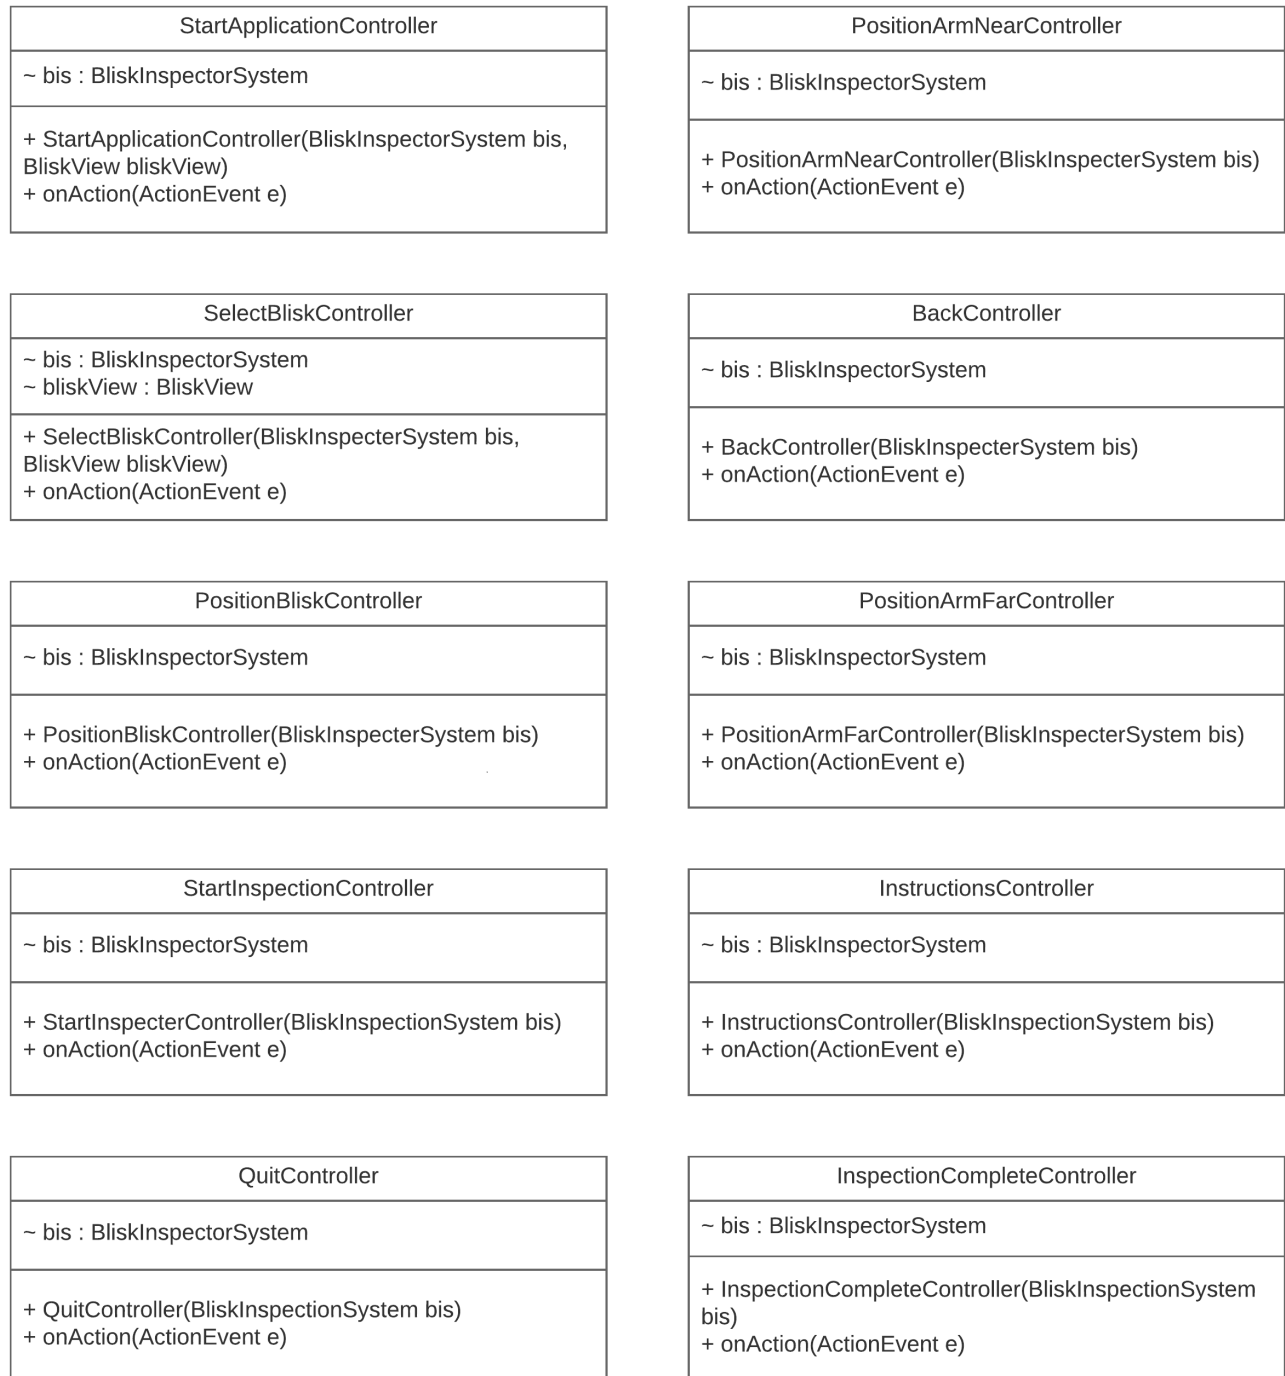 StartApplicationController
~ bis : BliskInspectorSystem
+ StartApplicationController(BliskInspectorSystem bis,
BliskView bliskView)
+ onAction(ActionEvent e)
PositionArmNearController
~ bis : BliskInspectorSystem
+ PositionArmNearController(BliskInspecterSystem bis)
+ onAction(ActionEvent e)
SelectBliskController
~ bis : BliskInspectorSystem
~ bliskView : BliskView
+ SelectBliskController(BliskInspecterSystem bis,
BliskView bliskView)
+ onAction(ActionEvent e)
BackController
~ bis : BliskInspectorSystem
+ BackController(BliskInspecterSystem bis)
+ onAction(ActionEvent e)
PositionBliskController
~ bis : BliskInspectorSystem
+ PositionBliskController(BliskInspecterSystem bis)
+ onAction(ActionEvent e)
PositionArmFarController
~ bis : BliskInspectorSystem
+ PositionArmFarController(BliskInspecterSystem bis)
+ onAction(ActionEvent e)
StartInspectionController
~ bis : BliskInspectorSystem
+ StartInspecterController(BliskInspectionSystem bis)
+ onAction(ActionEvent e)
InstructionsController
~ bis : BliskInspectorSystem
+ InstructionsController(BliskInspectionSystem bis)
+ onAction(ActionEvent e)
QuitController
~ bis : BliskInspectorSystem
+ QuitController(BliskInspectionSystem bis)
+ onAction(ActionEvent e)
InspectionCompleteController
~ bis : BliskInspectorSystem
+ InspectionCompleteController(BliskInspectionSystem
bis)
+ onAction(ActionEvent e)